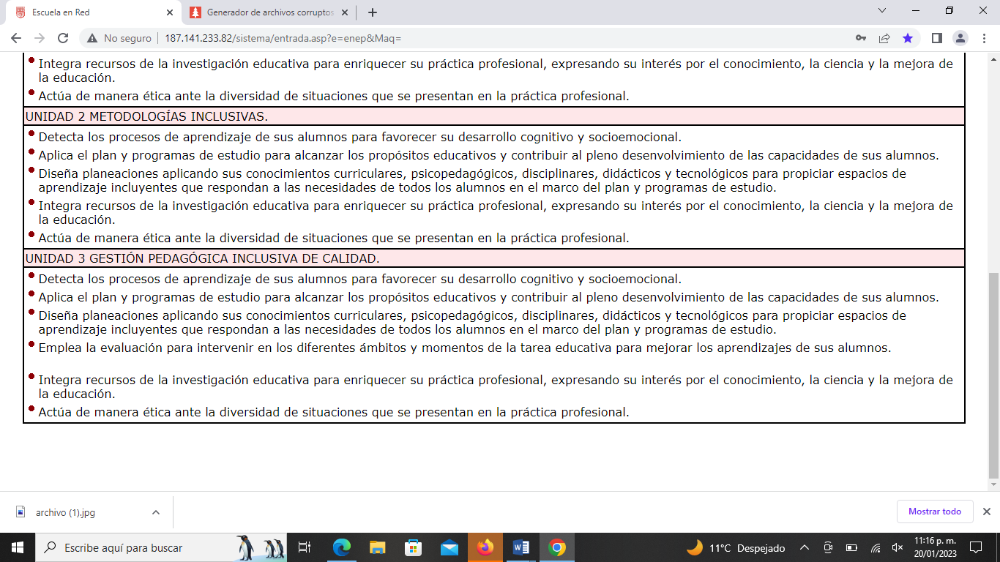 Escuela en Red
Generador de archivos corruptos
No seguro
187.141.233.82/sistema/entrada.asp?e=enep&Maq=
Integra recursos de la investigación educativa para enriquecer su práctica profesional, expresando su interés por el conocimiento, la ciencia y la mejora de
la educación.
Actúa de manera ética ante la diversidad de situaciones que se presentan en la práctica profesional.
UNIDAD 2 METODOLOGÍAS INCLUSIVAS.
Detecta los procesos de aprendizaje de sus alumnos para favorecer su desarrollo cognitivo y socioemocional.
Aplica el plan y programas de estudio para alcanzar los propósitos educativos y contribuir al pleno desenvolvimiento de las capacidades de sus alumnos.
Diseña planeaciones aplicando sus conocimientos curriculares, psicopedagógicos, disciplinares, didácticos y tecnológicos para propiciar espacios de
aprendizaje incluyentes que respondan a las necesidades de todos los alumnos en el marco del plan y programas de estudio.
Integra recursos de la investigación educativa para enriquecer su práctica profesional, expresando su interés por el conocimiento, la ciencia y la mejora de
la educación.
Actúa de manera ética ante la diversidad de situaciones que se presentan en la práctica profesional.
UNIDAD 3 GESTIÓN PEDAGÓGICA INCLUSIVA DE CALIDAD.
Detecta los procesos de aprendizaje de sus alumnos para favorecer su desarrollo cognitivo y socioemocional.
Aplica el plan y programas de estudio para alcanzar los propósitos educativos y contribuir al pleno desenvolvimiento de las capacidades de sus alumnos.
Diseña planeaciones aplicando sus conocimientos curriculares, psicopedagógicos, disciplinares, didácticos y tecnológicos para propiciar espacios de
aprendizaje incluyentes que respondan a las necesidades de todos los alumnos en el marco del plan y programas de estudio.
Emplea la evaluación para intervenir en los diferentes ámbitos y momentos de la tarea educativa para mejorar los aprendizajes de sus alumnos.
Integra recursos de la investigación educativa para enriquecer su práctica profesional, expresando su interés por el conocimiento, la ciencia y la mejora de
la educación.
Actúa de manera ética ante la diversidad de situaciones que se presentan en la práctica profesional.
archivo (1).jpg
Mostrar todo
Escribe aquí para buscar
11°C Despejado
11:16 p. m.
20/01/2023